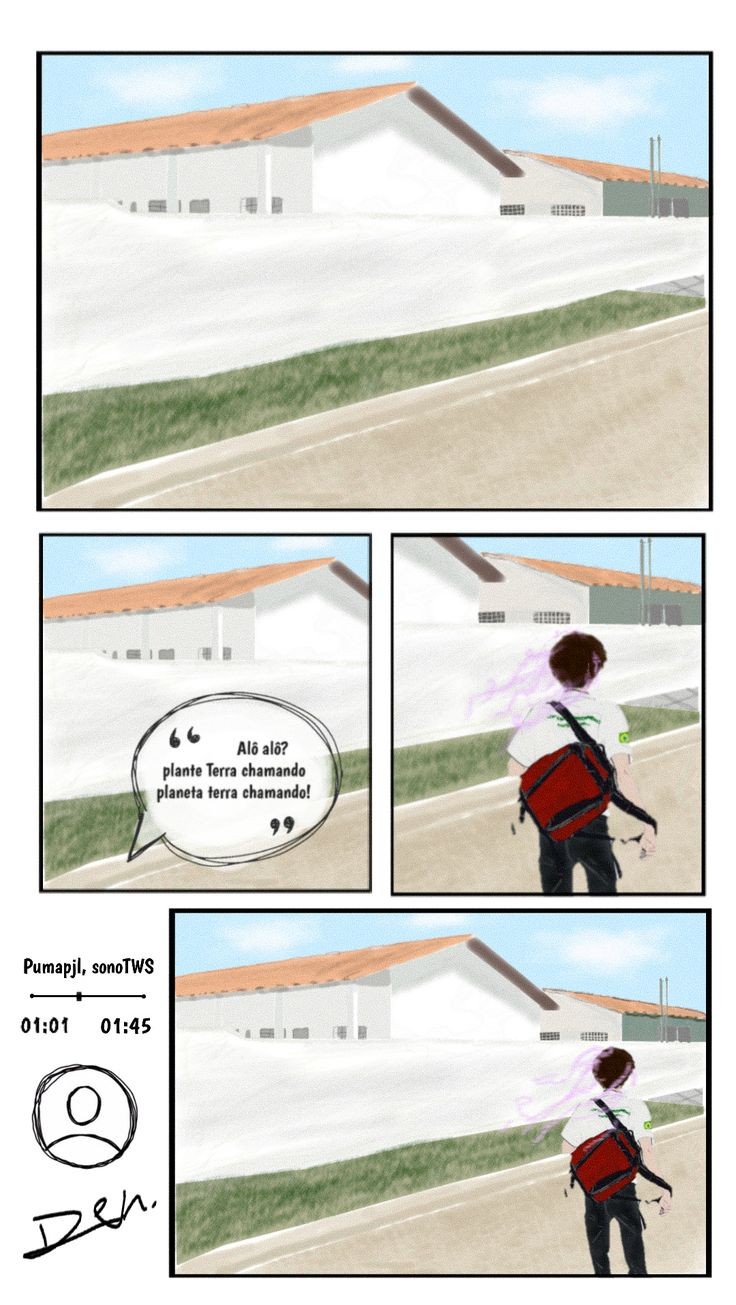 “ Alô alô?
plante Terra chamando
planeta terra chamando!
”
Pumapjl, sonoTWS
01:01 01:45
Den.